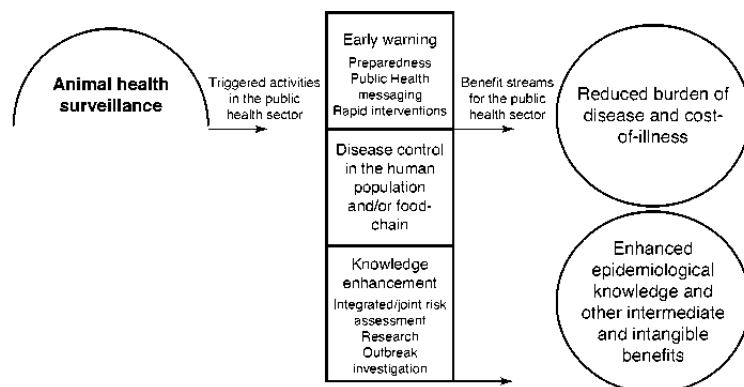 Animal health
surveillance
Triggered activities
in the public
health sector
Early warning
Preparedness
Public Health
messaging
Rapid interventions
Disease control
in the human
population
and/or food-
chain
Knowledge
enhancement
Integrated/joint risk
assessment
Research
Outbreak
investigation
Benefit streams
for the public
health sector
Reduced burden of
disease and cost-
of-illness
Enhanced
epidemiological
knowledge and
other intermediate
and intangible
benefits